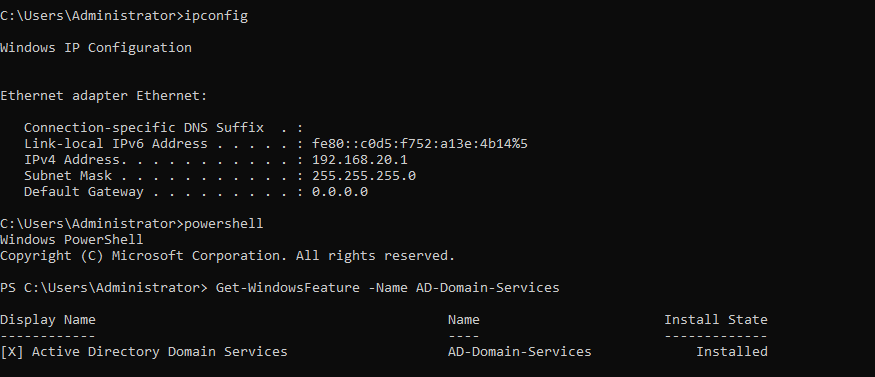 C:\Users\Administrator>ipconfig
Windows IP Configuration
Ethernet adapter Ethernet:
   Connection-specific DNS Suffix  . :
   Link-local IPv6 Address . . . . . : fe80::c0d5:f752:a13e:4b14%5
   IPv4 Address. . . . . . . . . . . : 192.168.20.1
   Subnet Mask . . . . . . . . . . . : 255.255.255.0
   Default Gateway . . . . . . . . . : 0.0.0.0
C:\Users\Administrator>powershell
Windows PowerShell
Copyright (C) Microsoft Corporation. All rights reserved.
PS C:\Users\Administrator> Get-WindowsFeature -Name AD-Domain-Services
Display Name                                            Name                       Install State
------------                                            ----                       -------------
[X] Active Directory Domain Services                    AD-Domain-Services             Installed